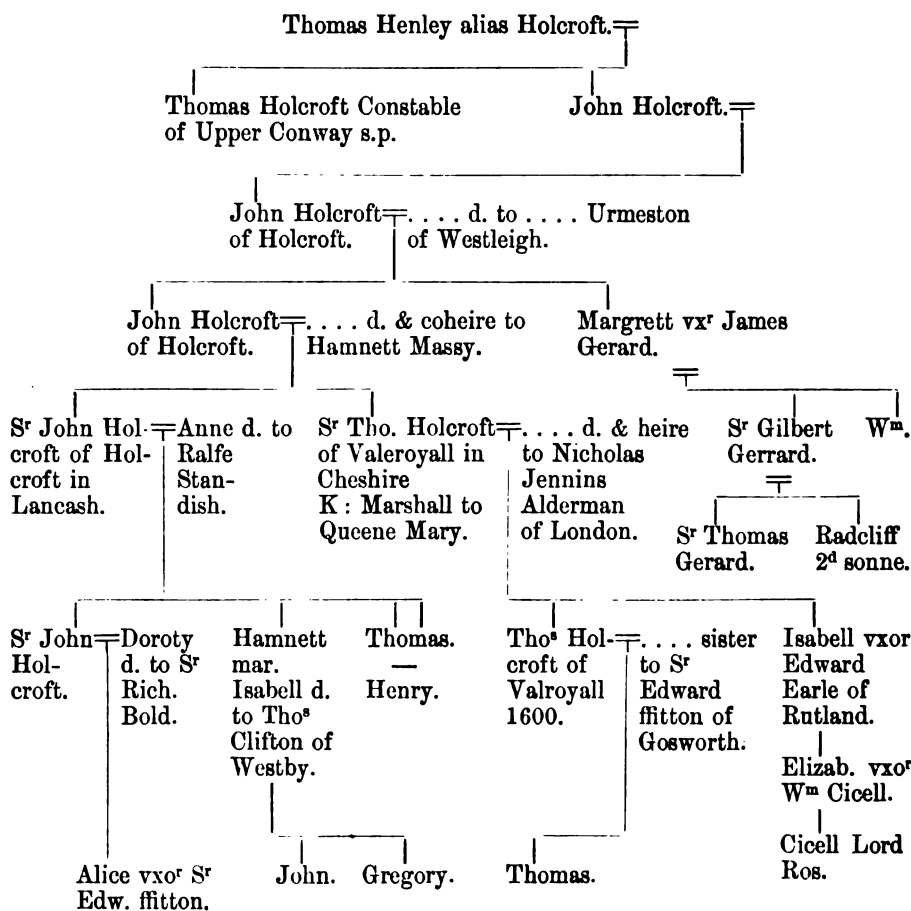 Thomas Henley alias Holcroft.
Thomas Holcroft Constable
of Upper Conway s.p.
John Holcroft.
John Holcroft
of Holcroft.
. . . . d. to . . . . Urmeston
of Westleigh.
John Holcroft
of Holcroft.
. . . . d. & coheire to
Hamnett Massy.
Margrett vxʳ James
Gerard.
Sʳ John Hol-
croft of Hol-
croft in
Lancash.
Anne d. to
Ralfe
Stan-
dish.
Sʳ Tho. Holcroft
of Valeroyall in
Cheshire
K : Marshall to
Queene Mary.
. . . . d. & heire
to Nicholas
Jennins
Alderman
of London.
Sʳ Gilbert
Gerrard.
Wᵐ.
Sʳ Thomas
Gerard.
Radcliff
2ᵈ sonne.
Sʳ John
Hol-
croft.
Doroty
d. to Sʳ
Rich.
Bold.
Hamnett
mar.
Isabell d.
to Thoˢ
Clifton of
Westby.
Thomas.
—
Henry.
Thoˢ Hol-
croft of
Valroyall
1600.
. . . . sister
to Sʳ
Edward
ffitton of
Gosworth.
Isabell vxor
Edward
Earle of
Rutland.
Elizab. vxoʳ
Wᵐ Cicell.
Cicell Lord
Ros.
Alice vxoʳ Sʳ
Edw. ffitton.
John.
Gregory.
Thomas.